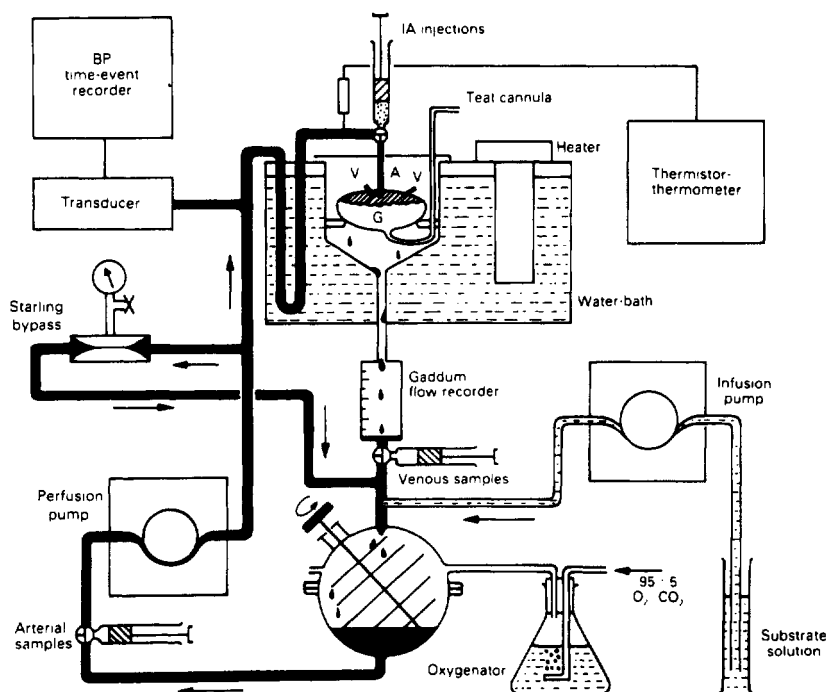 IA injections
BP
time-event
recorder
Teat cannula
Heater
Transducer
V
A
V
G
Thermistor-
thermometer
Starling
bypass
Water-bath
Gaddum
flow recorder
Infusion
pump
Venous samples
Perfusion
pump
95 · 5
O₂ CO₂
Arterial
samples
Oxygenator
Substrate
solution